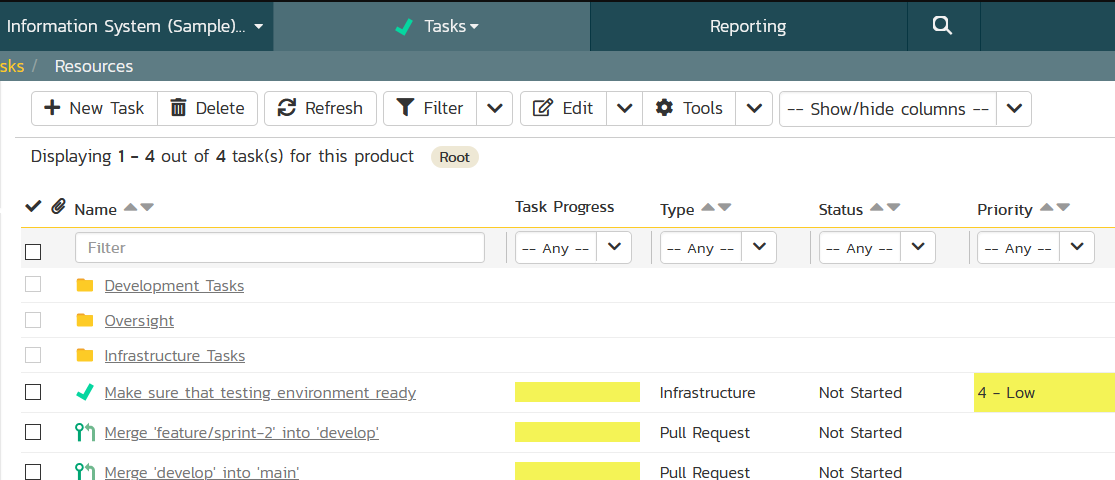 Information System (Sample)... Tasks Reporting
sks / Resources
New Task Delete Refresh Filter Edit Tools -- Show/hide columns --
Displaying 1 - 4 out of 4 task(s) for this product Root
Name Task Progress Type Status Priority
Filter -- Any -- -- Any -- -- Any -- -- Any --
Development Tasks
Oversight
Infrastructure Tasks
Make sure that testing environment ready Infrastructure Not Started 4 - Low
Merge 'feature/sprint-2' into 'develop' Pull Request Not Started
Merge 'develop' into 'main' Pull Request Not Started